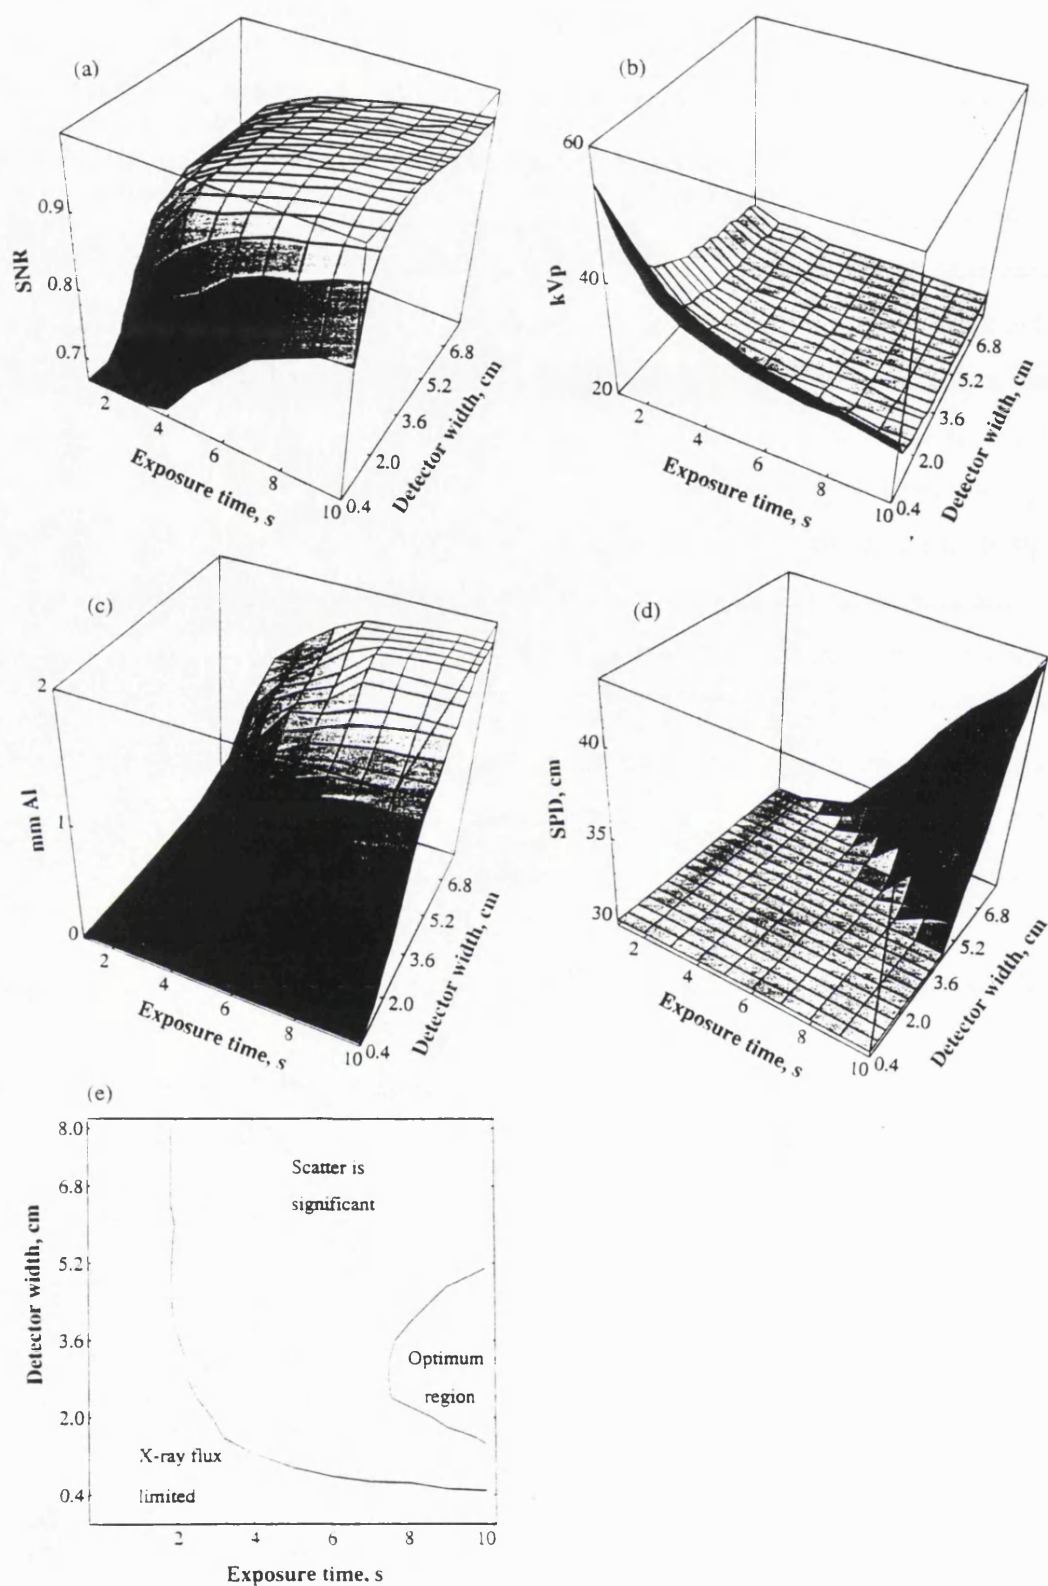 (a)
SNR
0.9
0.8
0.7
2
4
6
8
10
Exposure time, s
0.4
2.0
3.6
5.2
6.8
Detector width, cm
(b)
kVp
60
40
20
2
4
6
8
10
Exposure time, s
0.4
2.0
3.6
5.2
6.8
Detector width, cm
(c)
mm Al
2
1
0
2
4
6
8
10
Exposure time, s
0.4
2.0
3.6
5.2
6.8
Detector width, cm
(d)
SPD, cm
40
35
30
2
4
6
8
10
Exposure time, s
0.4
2.0
3.6
5.2
6.8
Detector width, cm
(e)
Detector width, cm
8.0
6.8
5.2
3.6
2.0
0.4
Scatter is
significant
Optimum
region
X-ray flux
limited
2
4
6
8
10
Exposure time, s